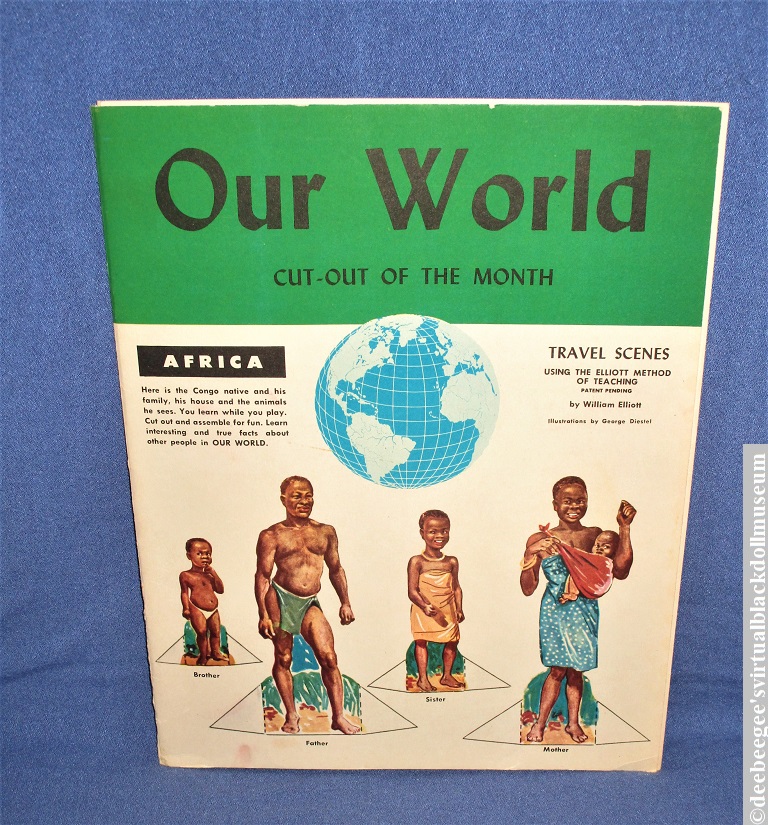 Our World
CUT-OUT OF THE MONTH
AFRICA
Here is the Congo native and his
family, his house and the animals
he sees. You learn while you play.
Cut out and assemble for fun. Learn
interesting and true facts about
other people in OUR WORLD.
TRAVEL SCENES
USING THE ELLIOTT METHOD
OF TEACHING
PATENT PENDING
by William Elliott
Illustrations by George Diestel
Brother
Father
Sister
Mother
©deebeegee'svirtualblackdollmuseum